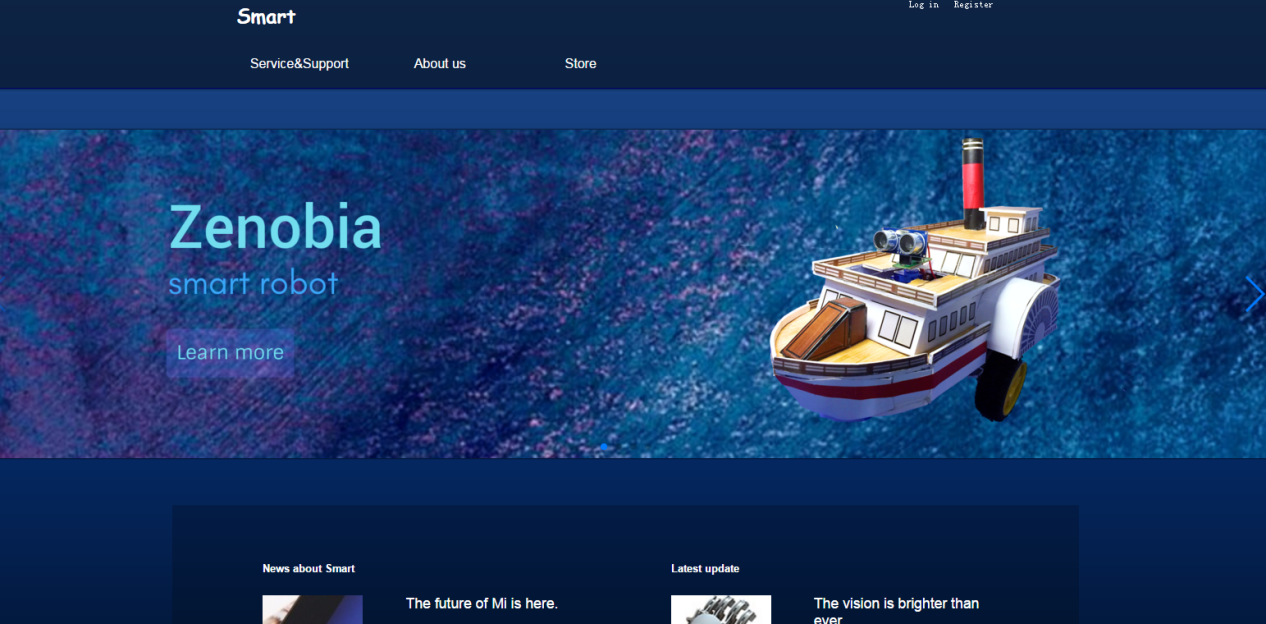 Smart
Log in Register
Service&Support About us Store
Zenobia
smart robot
Learn more
News about Smart
Latest update
The future of Mi is here.
The vision is brighter than
ever